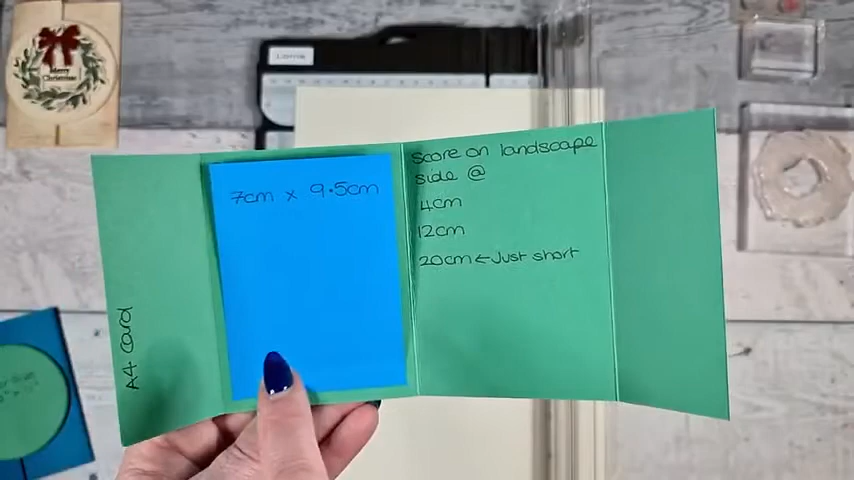 Merry
Christmas
A4 card
7cm x 9.5cm
score on landscape
side @
4cm
12cm
20cm ← Just short